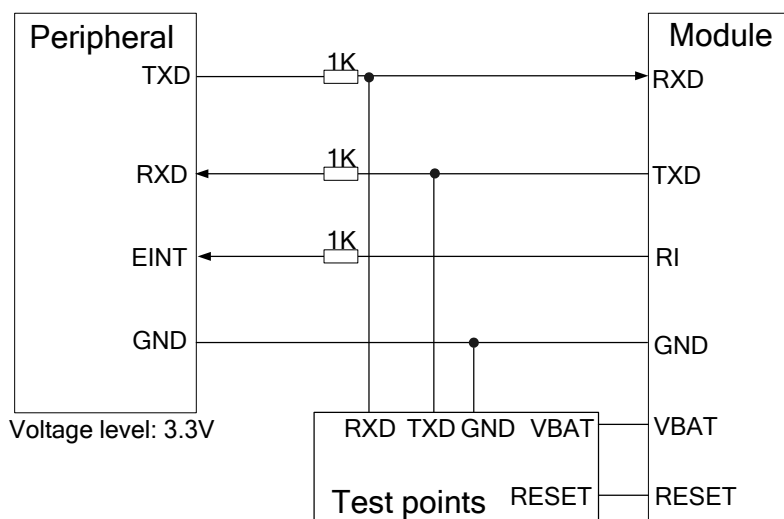 Peripheral
Module
TXD
1K
RXD
RXD
1K
TXD
EINT
1K
RI
GND
GND
Voltage level: 3.3V
RXD TXD GND VBAT
VBAT
Test points
RESET
RESET